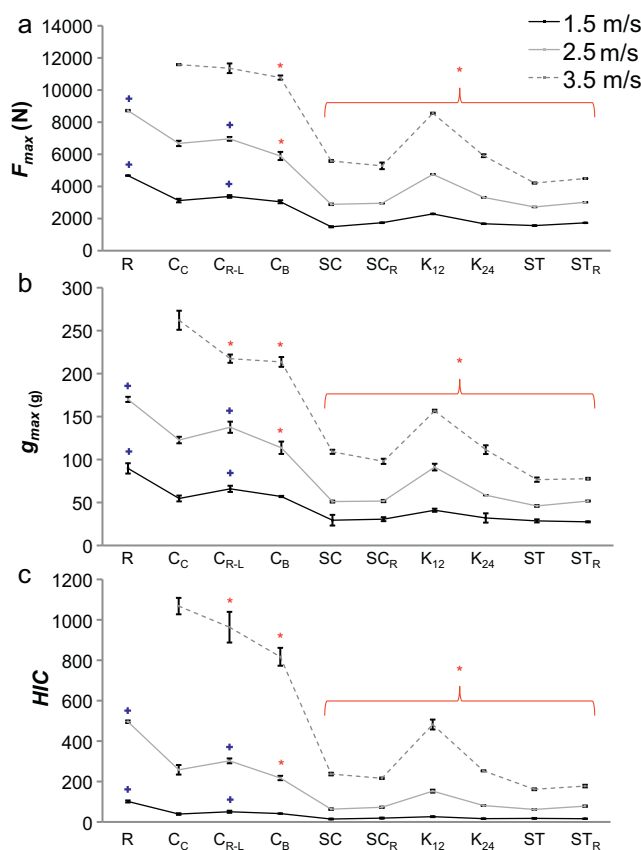 a
1.5 m/s
2.5 m/s
3.5 m/s
F_max (N)
14000
12000
10000
8000
6000
4000
2000
0
+ + + + * * *
R C_C C_R-L C_B SC SC_R K_12 K_24 ST ST_R
b
g_max (g)
300
250
200
150
100
50
0
+ + + + * * * *
R C_C C_R-L C_B SC SC_R K_12 K_24 ST ST_R
c
HIC
1200
1000
800
600
400
200
0
+ + + + * * * *
R C_C C_R-L C_B SC SC_R K_12 K_24 ST ST_R